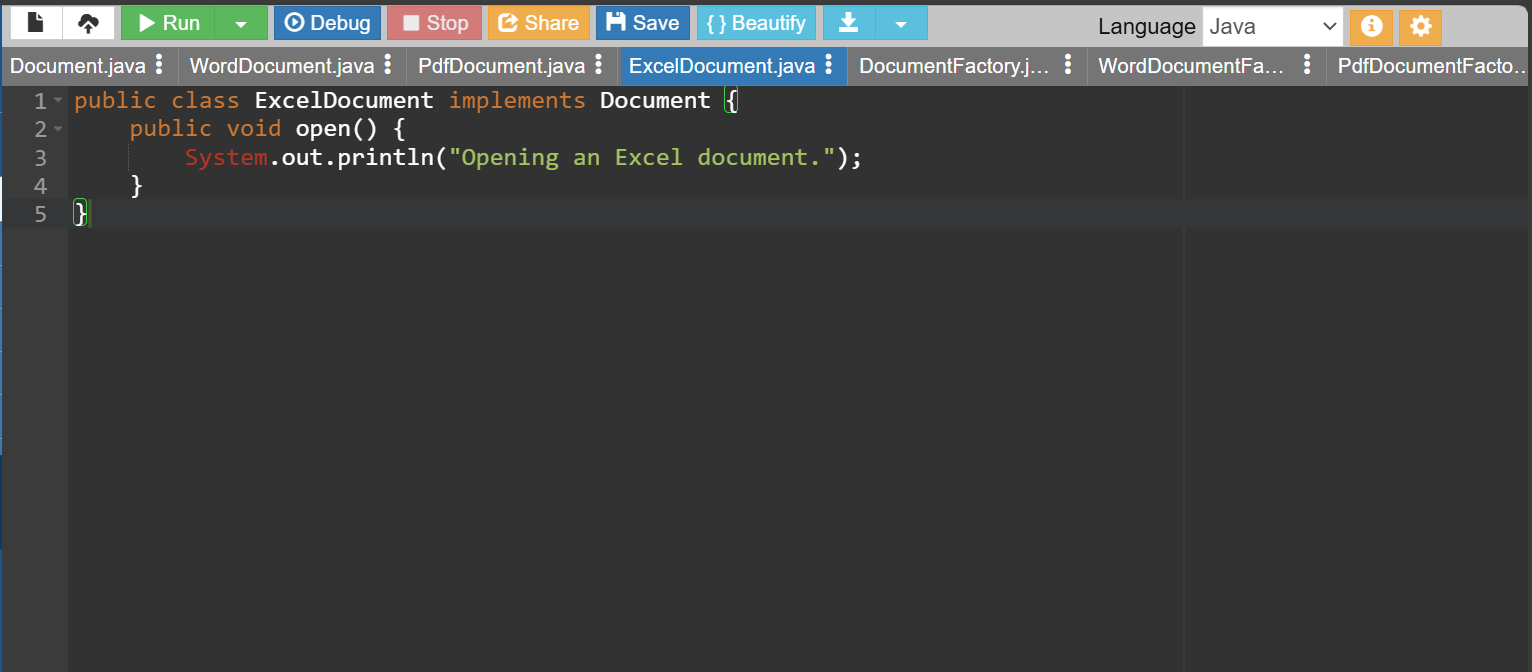 Run Debug Stop Share Save { } Beautify Language Java
Document.java WordDocument.java PdfDocument.java ExcelDocument.java DocumentFactory.j... WordDocumentFa... PdfDocumentFacto...
1 public class ExcelDocument implements Document {
2     public void open() {
3         System.out.println("Opening an Excel document.");
4     }
5 }